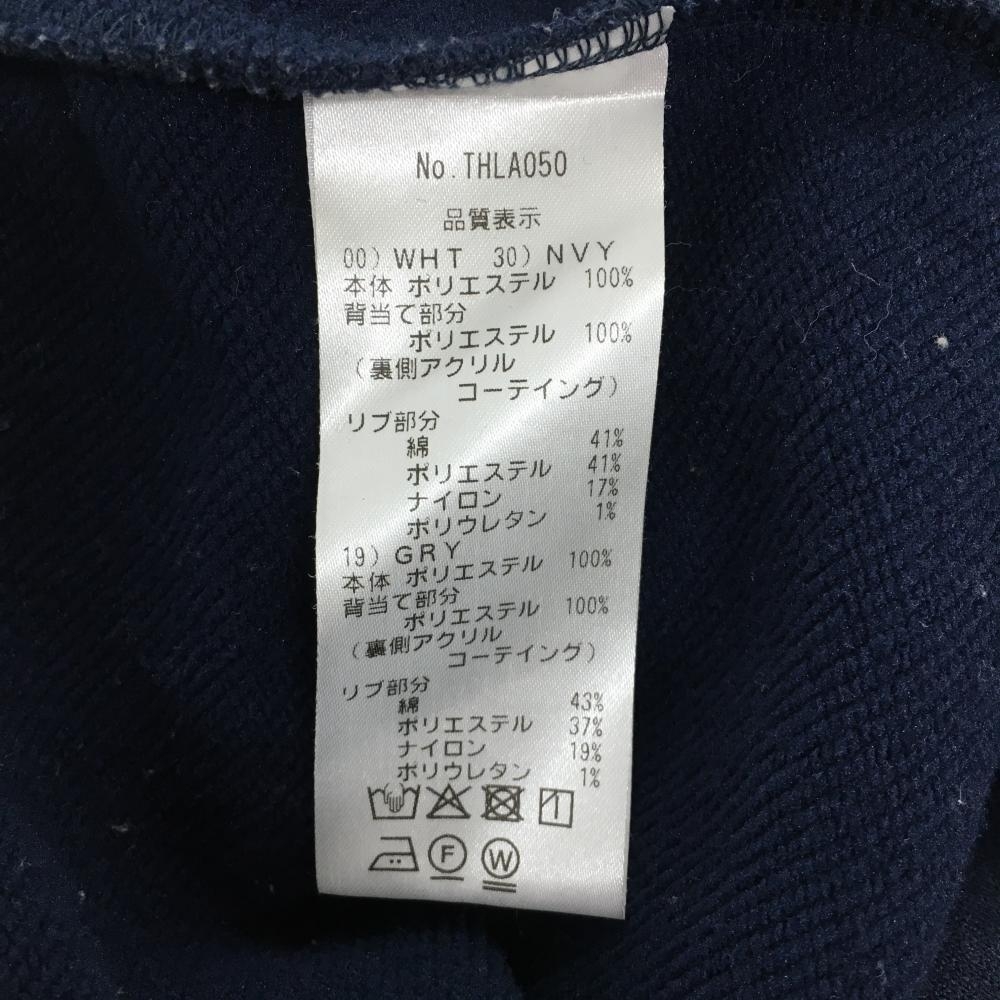 No.THLA050
品質表示
00) WHT 30) NVY
本体 ポリエステル 100%
背当て部分
ポリエステル 100%
(裏側アクリル
コーテイング)
リブ部分
綿 41%
ポリエステル 41%
ナイロン 17%
ポリウレタン 1%
19) GRY
本体 ポリエステル 100%
背当て部分
ポリエステル 100%
(裏側アクリル
コーテイング)
リブ部分
綿 43%
ポリエステル 37%
ナイロン 19%
ポリウレタン 1%
F W